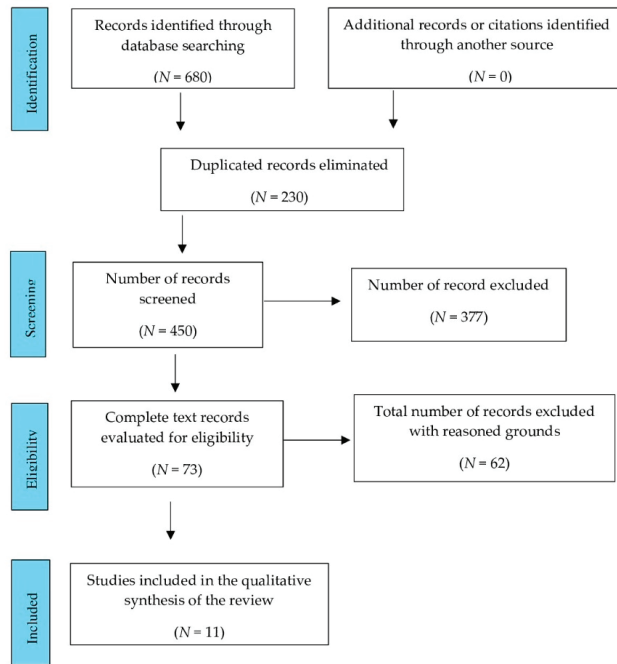 Identification
Records identified through
database searching
(N = 680)
Additional records or citations identified
through another source
(N = 0)
Duplicated records eliminated
(N = 230)
Screening
Number of records
screened
(N = 450)
Number of record excluded
(N = 377)
Eligibility
Complete text records
evaluated for eligibility
(N = 73)
Total number of records excluded
with reasoned grounds
(N = 62)
Included
Studies included in the qualitative
synthesis of the review
(N = 11)